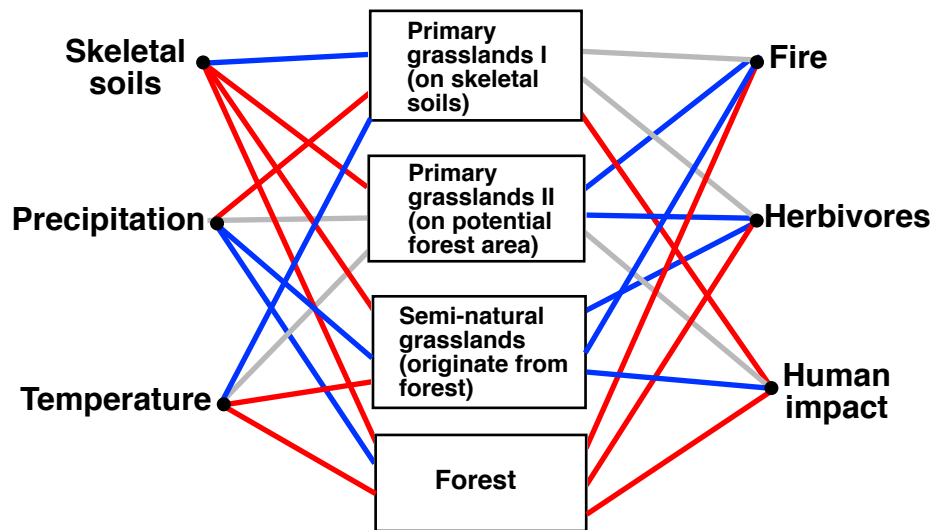 Skeletal
soils
Precipitation
Temperature
Primary
grasslands I
(on skeletal
soils)
Primary
grasslands II
(on potential
forest area)
Semi-natural
grasslands
(originate from
forest)
Forest
Fire
Herbivores
Human
impact